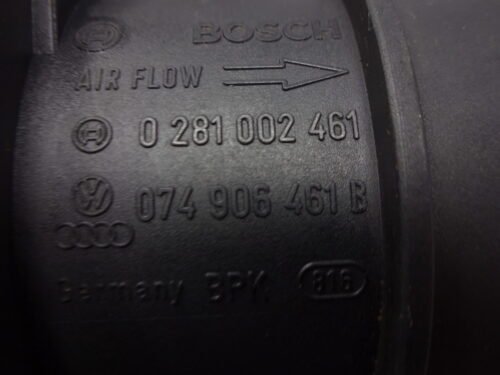 BOSCH
AIR FLOW
0 281 002 461
074 906 461 B
Germany BPK 816